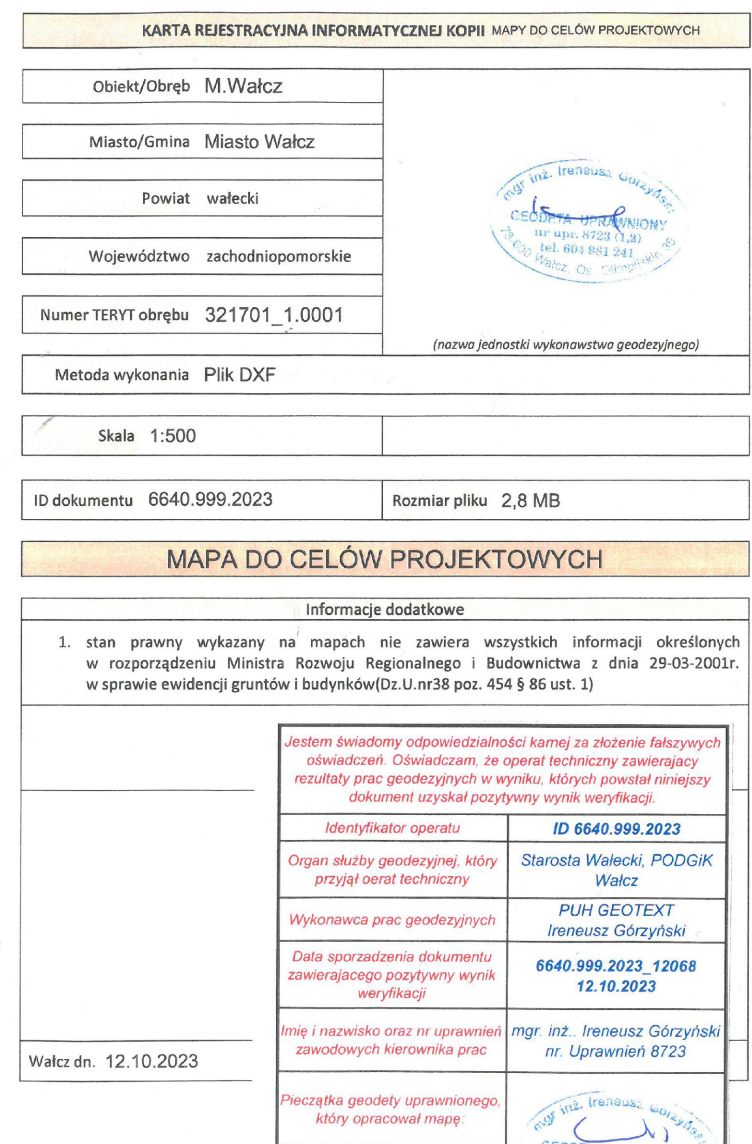 KARTA REJESTRACYJNA INFORMATYCZNEJ KOPII MAPY DO CELÓW PROJEKTOWYCH
Obiekt/Obręb M.Wałcz
Miasto/Gmina Miasto Wałcz
Powiat wałecki
Województwo zachodniopomorskie
Numer TERYT obrębu 321701_1.0001
mgr inż. Ireneusz Górzyński
GEODETA UPRAWNIONY
nr upr. 8723 (1,2)
tel. 604 981 241
78-600 Wałcz, Os. Olimpijskie 35
(nazwa jednostki wykonawstwa geodezyjnego)
Metoda wykonania Plik DXF
Skala 1:500
ID dokumentu 6640.999.2023
Rozmiar pliku 2,8 MB
MAPA DO CELÓW PROJEKTOWYCH
Informacje dodatkowe
1. stan prawny wykazany na mapach nie zawiera wszystkich informacji określonych
w rozporządzeniu Ministra Rozwoju Regionalnego i Budownictwa z dnia 29-03-2001r.
w sprawie ewidencji gruntów i budynków(Dz.U.nr38 poz. 454 § 86 ust. 1)
Jestem świadomy odpowiedzialności karnej za złożenie fałszywych
oświadczeń. Oświadczam, że operat techniczny zawierajacy
rezultaty prac geodezyjnych w wyniku, których powstał niniejszy
dokument uzyskał pozytywny wynik weryfikacji.
Identyfikator operatu
ID 6640.999.2023
Organ służby geodezyjnej, który
przyjął oerat techniczny
Starosta Wałecki, PODGiK
Wałcz
Wykonawca prac geodezyjnych
PUH GEOTEXT
Ireneusz Górzyński
Data sporzadzenia dokumentu
zawierajacego pozytywny wynik
weryfikacji
6640.999.2023_12068
12.10.2023
Imię i nazwisko oraz nr uprawnień
zawodowych kierownika prac
mgr. inż.. Ireneusz Górzyński
nr. Uprawnień 8723
Wałcz dn. 12.10.2023
Pieczątka geodety uprawnionego,
który opracował mapę:
mgr inż. Ireneusz Górzyński